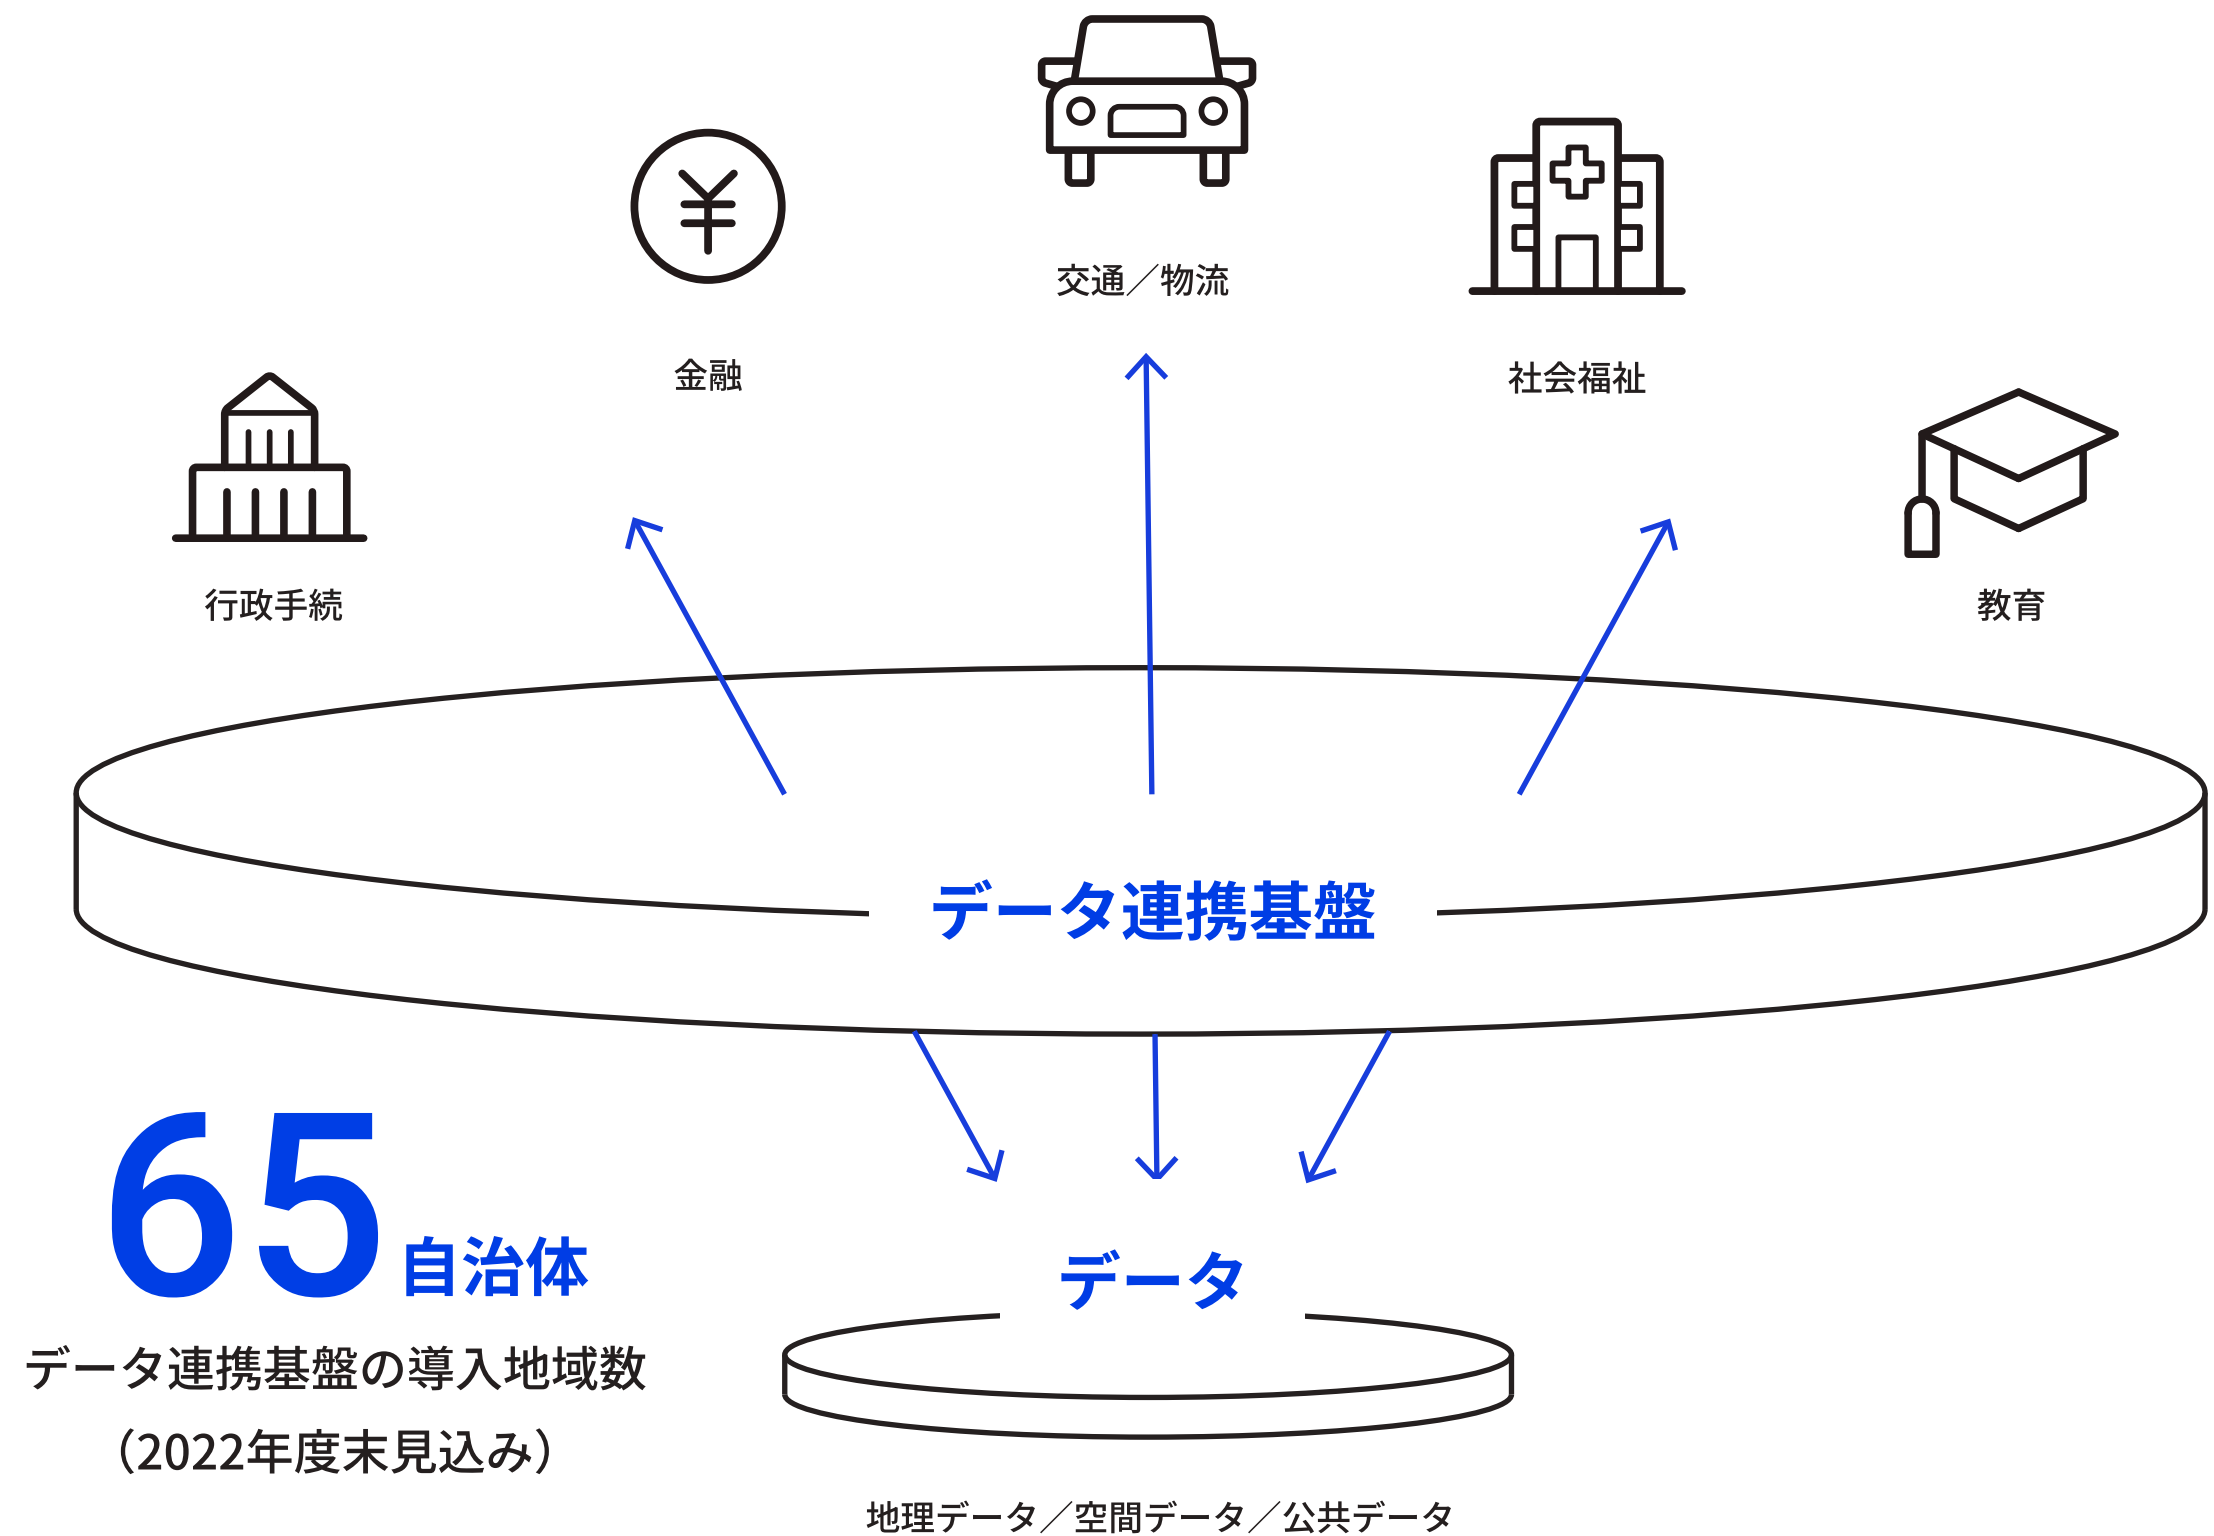 交通／物流
金融
社会福祉
行政手続
教育
データ連携基盤
65自治体
データ連携基盤の導入地域数
（2022年度末見込み）
データ
地理データ／空間データ／公共データ